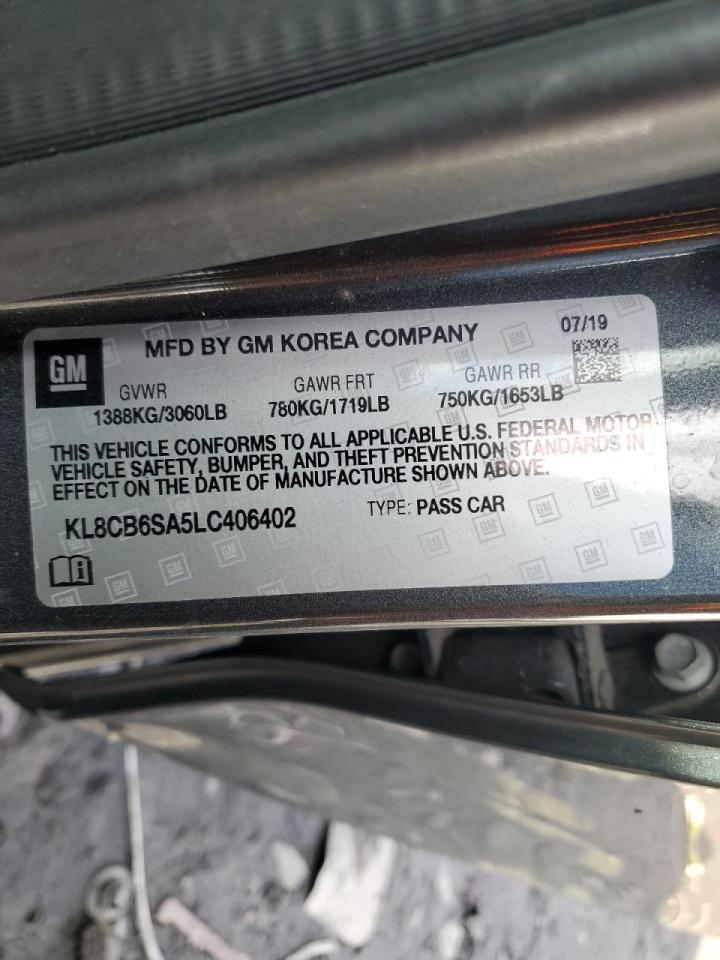 GM
MFD BY GM KOREA COMPANY
07/19
GVWR
GAWR FRT
GAWR RR
1388KG/3060LB
780KG/1719LB
750KG/1653LB
THIS VEHICLE CONFORMS TO ALL APPLICABLE U.S. FEDERAL MOTOR
VEHICLE SAFETY, BUMPER, AND THEFT PREVENTION STANDARDS IN
EFFECT ON THE DATE OF MANUFACTURE SHOWN ABOVE.
KL8CB6SA5LC406402
TYPE: PASS CAR